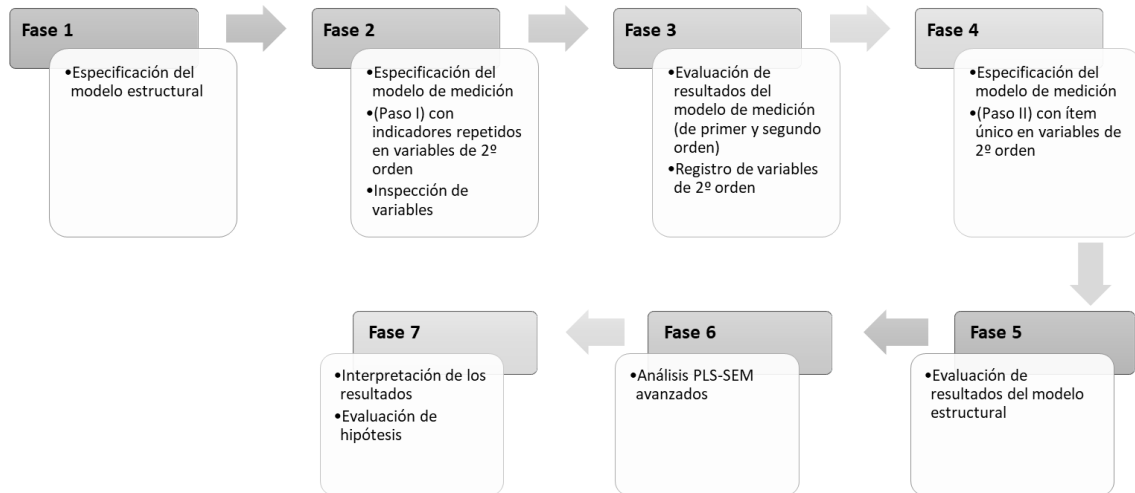 Fase 1
•Especificación del
modelo estructural
Fase 2
•Especificación del
modelo de medición
•(Paso I) con
indicadores repetidos
en variables de 2º
orden
•Inspección de
variables
Fase 3
•Evaluación de
resultados del
modelo de medición
(de primer y segundo
orden)
•Registro de variables
de 2º orden
Fase 4
•Especificación del
modelo de medición
•(Paso II) con ítem
único en variables de
2º orden
Fase 5
•Evaluación de
resultados del modelo
estructural
Fase 6
•Análisis PLS-SEM
avanzados
Fase 7
•Interpretación de los
resultados
•Evaluación de
hipótesis